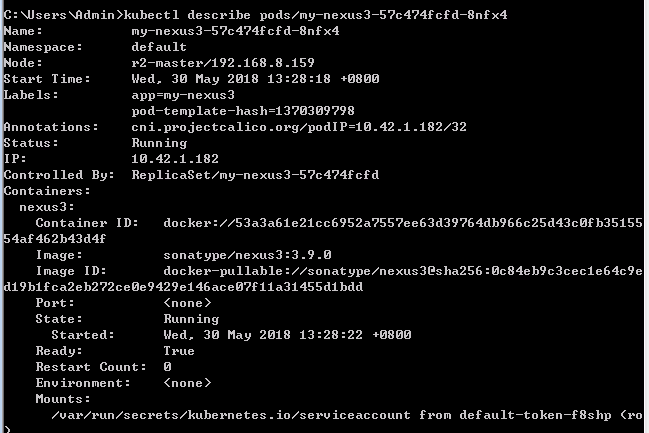 C:\Users\Admin>kubectl describe pods/my-nexus3-57c474fcfd-8nfx4
Name:           my-nexus3-57c474fcfd-8nfx4
Namespace:      default
Node:           r2-master/192.168.8.159
Start Time:     Wed, 30 May 2018 13:28:18 +0800
Labels:         app=my-nexus3
                pod-template-hash=1370309798
Annotations:    cni.projectcalico.org/podIP=10.42.1.182/32
Status:         Running
IP:             10.42.1.182
Controlled By:  ReplicaSet/my-nexus3-57c474fcfd
Containers:
  nexus3:
    Container ID:   docker://53a3a61e21cc6952a7557ee63d39764db966c25d43c0fb35155
54af462b43d4f
    Image:          sonatype/nexus3:3.9.0
    Image ID:       docker-pullable://sonatype/nexus3@sha256:0c84eb9c3cec1e64c9e
d19b1fca2eb272ce0e9429e146ace07f11a31455d1bdd
    Port:           <none>
    State:          Running
      Started:      Wed, 30 May 2018 13:28:22 +0800
    Ready:          True
    Restart Count:  0
    Environment:    <none>
    Mounts:
      /var/run/secrets/kubernetes.io/serviceaccount from default-token-f8shp (ro
)